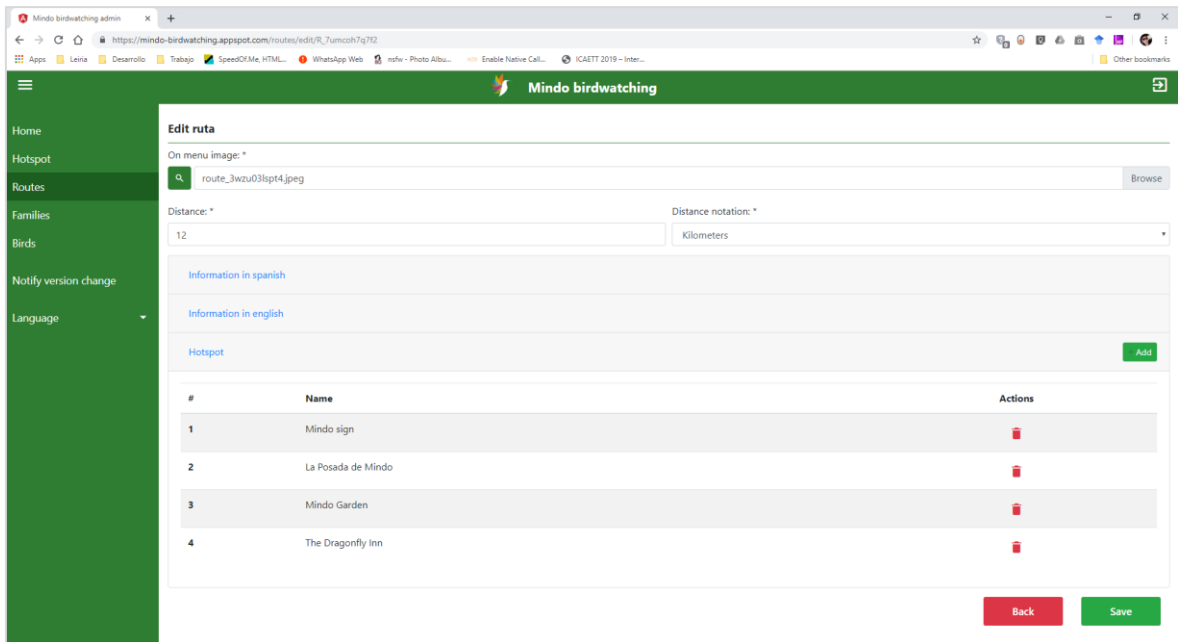 Mindo birdwatching admin
https://mindo-birdwatching.appspot.com/routes/edit/R_7umcoh7q7f2
Apps Leiria Desarrollo Trabajo SpeedOf.Me, HTML... WhatsApp Web nsfw - Photo Albu... Enable Native Call... ICAETT 2019 – Inter... Other bookmarks
Mindo birdwatching
Home
Hotspot
Routes
Families
Birds
Notify version change
Language
Edit ruta
On menu image: *
route_3wzu03lspt4.jpeg Browse
Distance: * Distance notation: *
12 Kilometers
Information in spanish
Information in english
Hotspot + Add
# Name Actions
1 Mindo sign
2 La Posada de Mindo
3 Mindo Garden
4 The Dragonfly Inn
Back Save